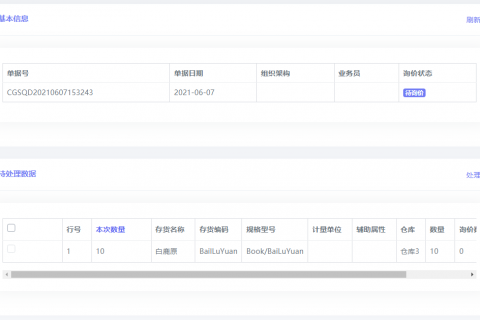 基本信息 刷新
单据号 单据日期 组织架构 业务员 询价状态
CGSQD20210607153243 2021-06-07 待询价
待处理数据 处理
行号 本次数量 存货名称 存货编码 规格型号 计量单位 辅助属性 仓库 数量 询价
1 10 白鹿原 BailLuYuan Book/BaiLuYuan 仓库3 10 0